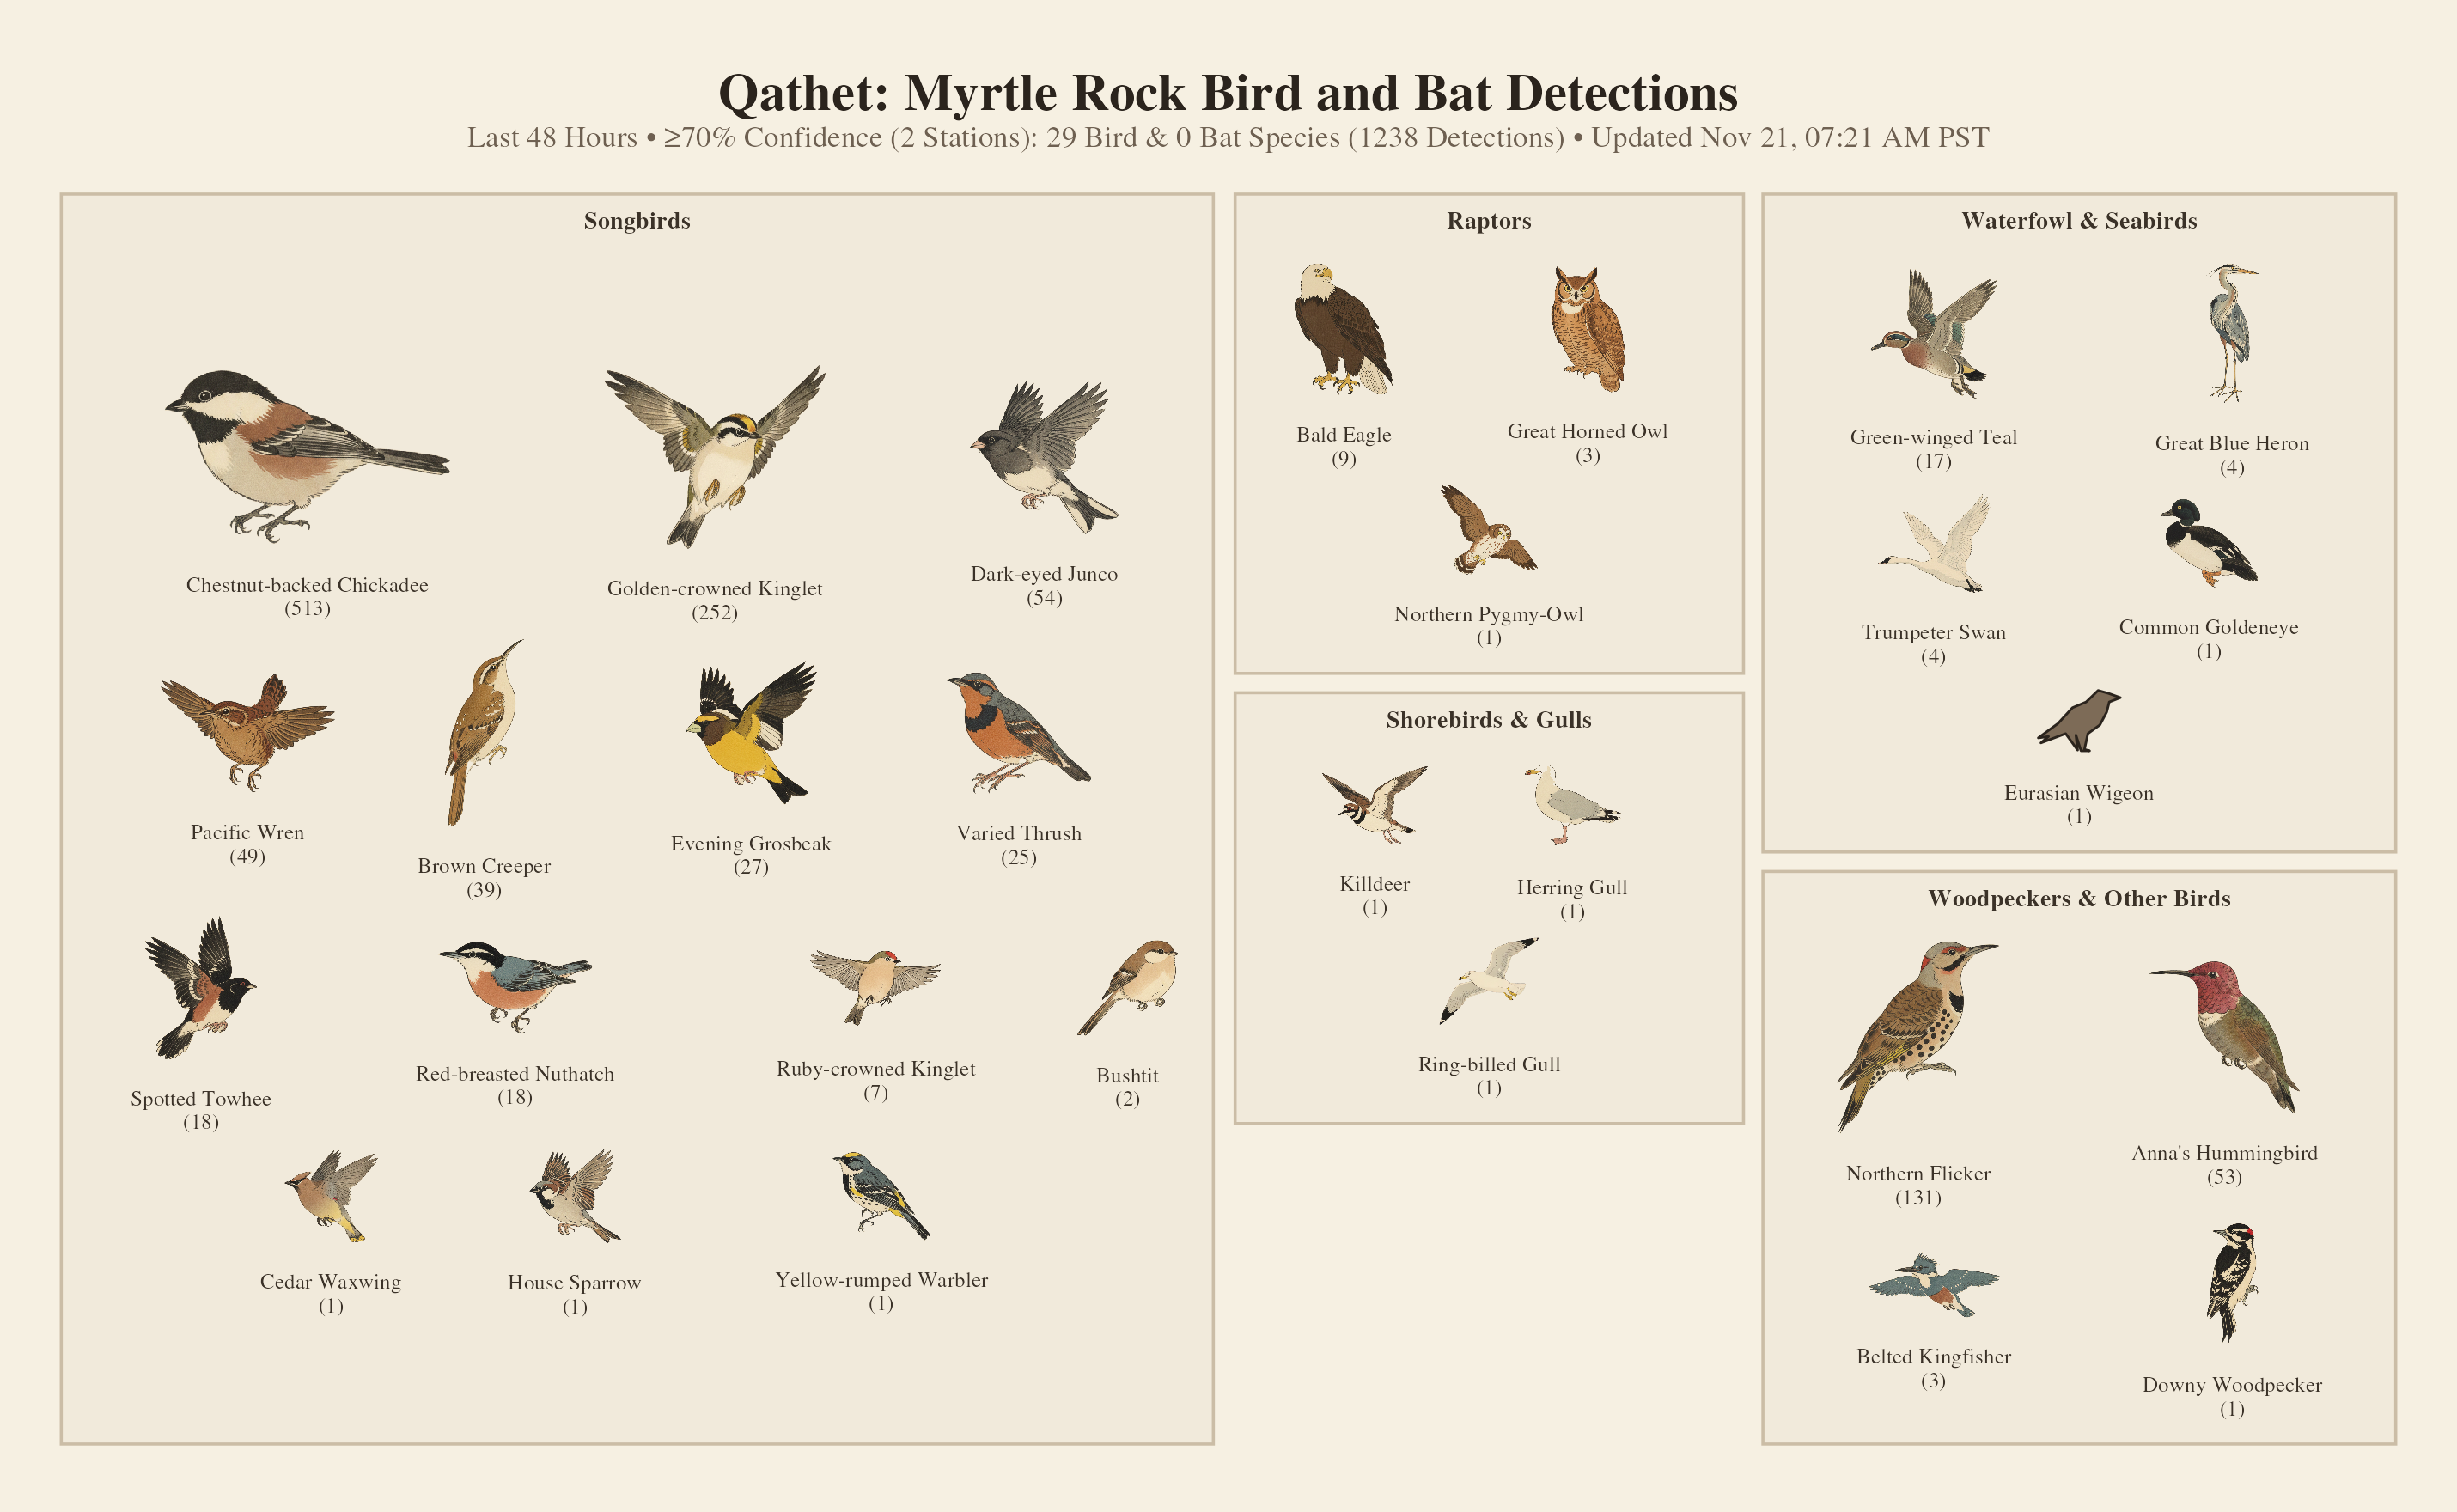 Qathet: Myrtle Rock Bird and Bat Detections
Last 48 Hours • ≥70% Confidence (2 Stations): 29 Bird & 0 Bat Species (1238 Detections) • Updated Nov 21, 07:21 AM PST
Songbirds
Chestnut-backed Chickadee
(513)
Golden-crowned Kinglet
(252)
Dark-eyed Junco
(54)
Pacific Wren
(49)
Brown Creeper
(39)
Evening Grosbeak
(27)
Varied Thrush
(25)
Spotted Towhee
(18)
Red-breasted Nuthatch
(18)
Ruby-crowned Kinglet
(7)
Bushtit
(2)
Cedar Waxwing
(1)
House Sparrow
(1)
Yellow-rumped Warbler
(1)
Raptors
Bald Eagle
(9)
Great Horned Owl
(3)
Northern Pygmy-Owl
(1)
Shorebirds & Gulls
Killdeer
(1)
Herring Gull
(1)
Ring-billed Gull
(1)
Waterfowl & Seabirds
Green-winged Teal
(17)
Great Blue Heron
(4)
Trumpeter Swan
(4)
Common Goldeneye
(1)
Eurasian Wigeon
(1)
Woodpeckers & Other Birds
Northern Flicker
(131)
Anna's Hummingbird
(53)
Belted Kingfisher
(3)
Downy Woodpecker
(1)